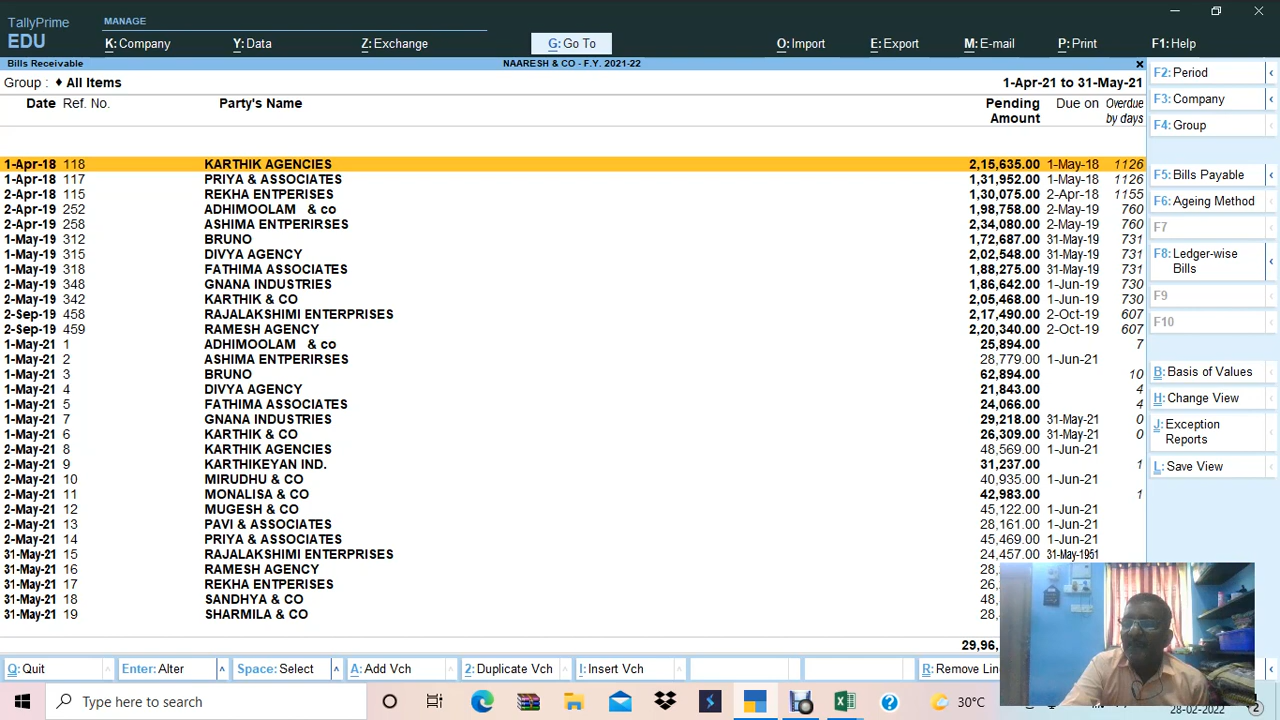 TallyPrime
EDU
MANAGE
K: Company Y: Data Z: Exchange G: Go To O: Import E: Export M: E-mail P: Print F1: Help
Bills Receivable NAARESH & CO - F.Y. 2021-22
Group : ♦ All Items 1-Apr-21 to 31-May-21
Date Ref. No. Party's Name Pending Amount Due on Overdue by days
1-Apr-18 118 KARTHIK AGENCIES 2,15,635.00 1-May-18 1126
1-Apr-18 117 PRIYA & ASSOCIATES 1,31,952.00 1-May-18 1126
2-Apr-18 115 REKHA ENTPERISES 1,30,075.00 2-Apr-18 1155
2-Apr-19 252 ADHIMOOLAM & co 1,98,758.00 2-May-19 760
2-Apr-19 258 ASHIMA ENTPERIRSES 2,34,080.00 2-May-19 760
1-May-19 312 BRUNO 1,72,687.00 31-May-19 731
1-May-19 315 DIVYA AGENCY 2,02,548.00 31-May-19 731
1-May-19 318 FATHIMA ASSOCIATES 1,88,275.00 31-May-19 731
2-May-19 348 GNANA INDUSTRIES 1,86,642.00 1-Jun-19 730
2-May-19 342 KARTHIK & CO 2,05,468.00 1-Jun-19 730
2-Sep-19 458 RAJALAKSHIMI ENTERPRISES 2,17,490.00 2-Oct-19 607
2-Sep-19 459 RAMESH AGENCY 2,20,340.00 2-Oct-19 607
1-May-21 1 ADHIMOOLAM & co 25,894.00 7
1-May-21 2 ASHIMA ENTPERIRSES 28,779.00 1-Jun-21
1-May-21 3 BRUNO 62,894.00 10
1-May-21 4 DIVYA AGENCY 21,843.00 4
1-May-21 5 FATHIMA ASSOCIATES 24,066.00 4
1-May-21 7 GNANA INDUSTRIES 29,218.00 31-May-21 0
1-May-21 6 KARTHIK & CO 26,309.00 31-May-21 0
2-May-21 8 KARTHIK AGENCIES 48,569.00 1-Jun-21
2-May-21 9 KARTHIKEYAN IND. 31,237.00 1
2-May-21 10 MIRUDHU & CO 40,935.00 1-Jun-21
2-May-21 11 MONALISA & CO 42,983.00 1
2-May-21 12 MUGESH & CO 45,122.00 1-Jun-21
2-May-21 13 PAVI & ASSOCIATES 28,161.00 1-Jun-21
2-May-21 14 PRIYA & ASSOCIATES 45,469.00 1-Jun-21
31-May-21 15 RAJALAKSHIMI ENTERPRISES 24,457.00 31-May-1951
31-May-21 16 RAMESH AGENCY 28,
31-May-21 17 REKHA ENTPERISES 26,
31-May-21 18 SANDHYA & CO 48,
31-May-21 19 SHARMILA & CO 28,
29,96,
F2: Period
F3: Company
F4: Group
F5: Bills Payable
F6: Ageing Method
F7
F8: Ledger-wise
Bills
F9
F10
B: Basis of Values
H: Change View
J: Exception
Reports
L: Save View
Q: Quit Enter: Alter Space: Select A: Add Vch 2: Duplicate Vch I: Insert Vch R: Remove Lin
Type here to search 30°C
28-02-2022 2